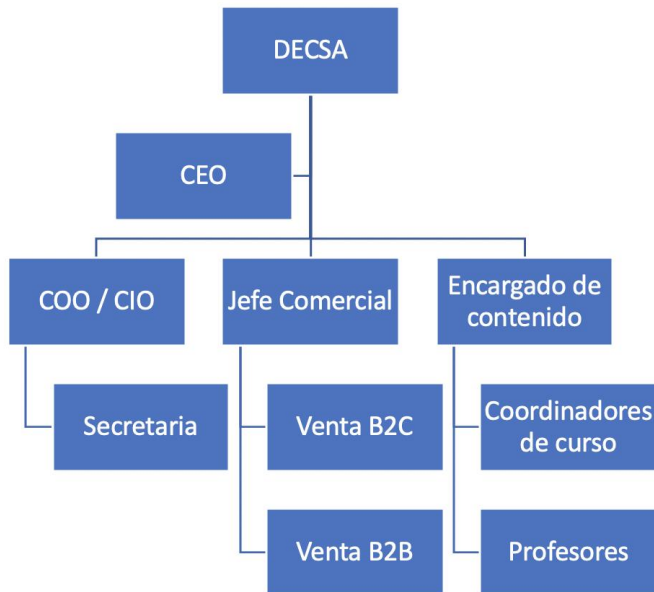 DECSA
CEO
COO / CIO
Jefe Comercial
Encargado de
contenido
Secretaria
Venta B2C
Coordinadores
de curso
Venta B2B
Profesores